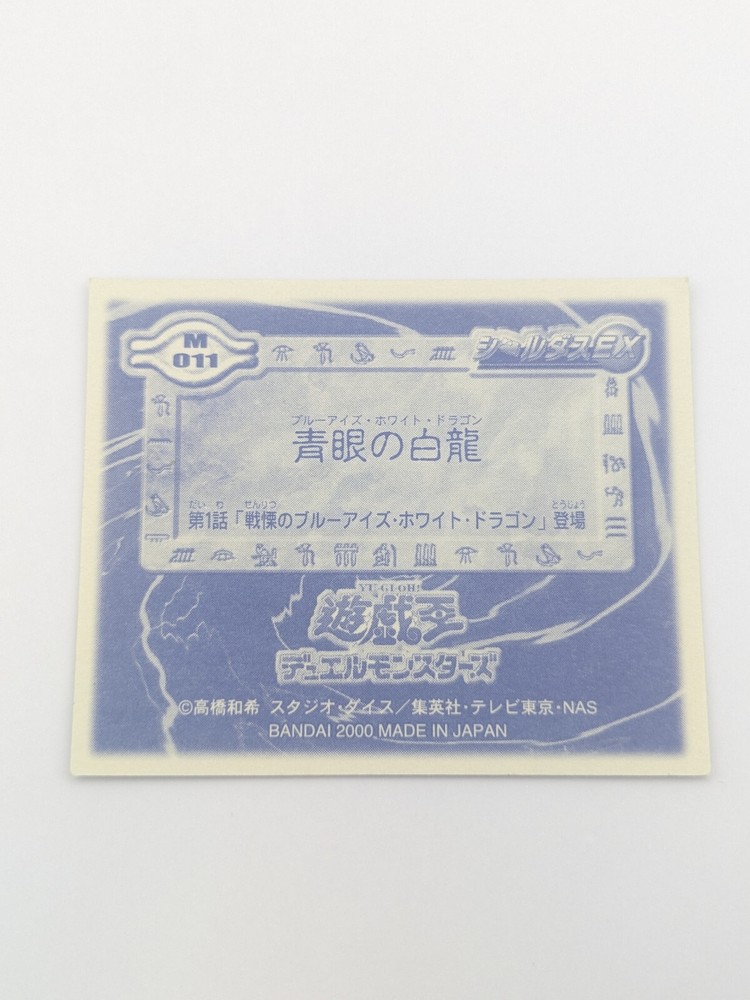 M
011
シールダスEX
ブルーアイズ・ホワイト・ドラゴン
青眼の白龍
だい わ せんりつ とうじょう
第1話「戦慄のブルーアイズ・ホワイト・ドラゴン」登場
YU-GI-OH!
遊戯王
デュエルモンスターズ
©高橋和希 スタジオ・ダイス／集英社・テレビ東京・NAS
BANDAI 2000 MADE IN JAPAN